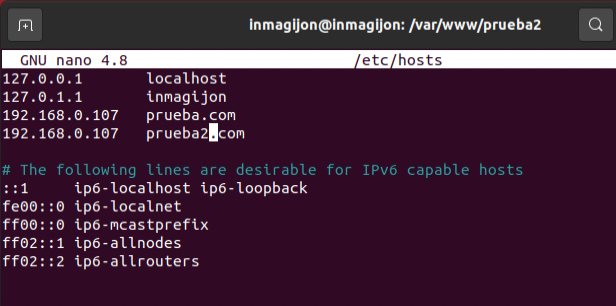 inmagijon@inmagijon: /var/www/prueba2
GNU nano 4.8 /etc/hosts
127.0.0.1 localhost
127.0.1.1 inmagijon
192.168.0.107 prueba.com
192.168.0.107 prueba2.com
# The following lines are desirable for IPv6 capable hosts
::1 ip6-localhost ip6-loopback
fe00::0 ip6-localnet
ff00::0 ip6-mcastprefix
ff02::1 ip6-allnodes
ff02::2 ip6-allrouters